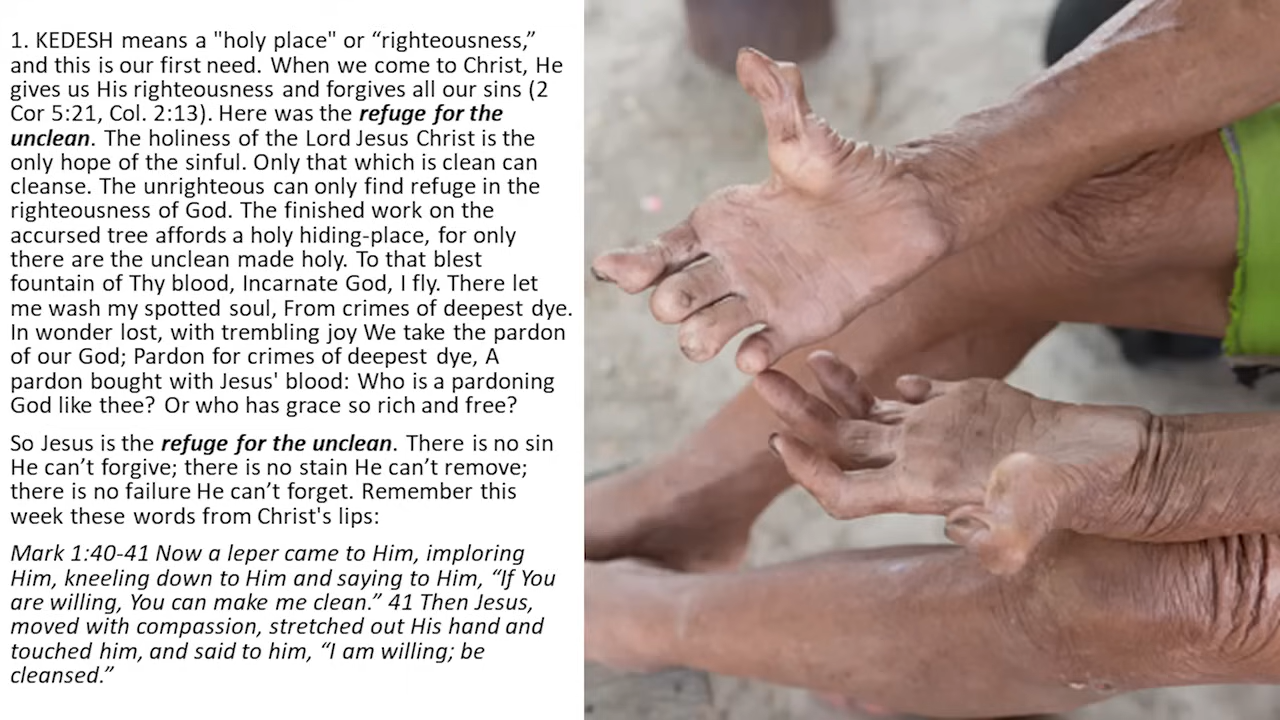 1. KEDESH means a "holy place" or “righteousness,”
and this is our first need. When we come to Christ, He
gives us His righteousness and forgives all our sins (2
Cor 5:21, Col. 2:13). Here was the refuge for the
unclean. The holiness of the Lord Jesus Christ is the
only hope of the sinful. Only that which is clean can
cleanse. The unrighteous can only find refuge in the
righteousness of God. The finished work on the
accursed tree affords a holy hiding-place, for only
there are the unclean made holy. To that blest
fountain of Thy blood, Incarnate God, I fly. There let
me wash my spotted soul, From crimes of deepest dye.
In wonder lost, with trembling joy We take the pardon
of our God; Pardon for crimes of deepest dye, A
pardon bought with Jesus' blood: Who is a pardoning
God like thee? Or who has grace so rich and free?
So Jesus is the refuge for the unclean. There is no sin
He can’t forgive; there is no stain He can’t remove;
there is no failure He can’t forget. Remember this
week these words from Christ's lips:
Mark 1:40-41 Now a leper came to Him, imploring
Him, kneeling down to Him and saying to Him, “If You
are willing, You can make me clean.” 41 Then Jesus,
moved with compassion, stretched out His hand and
touched him, and said to him, “I am willing; be
cleansed.”